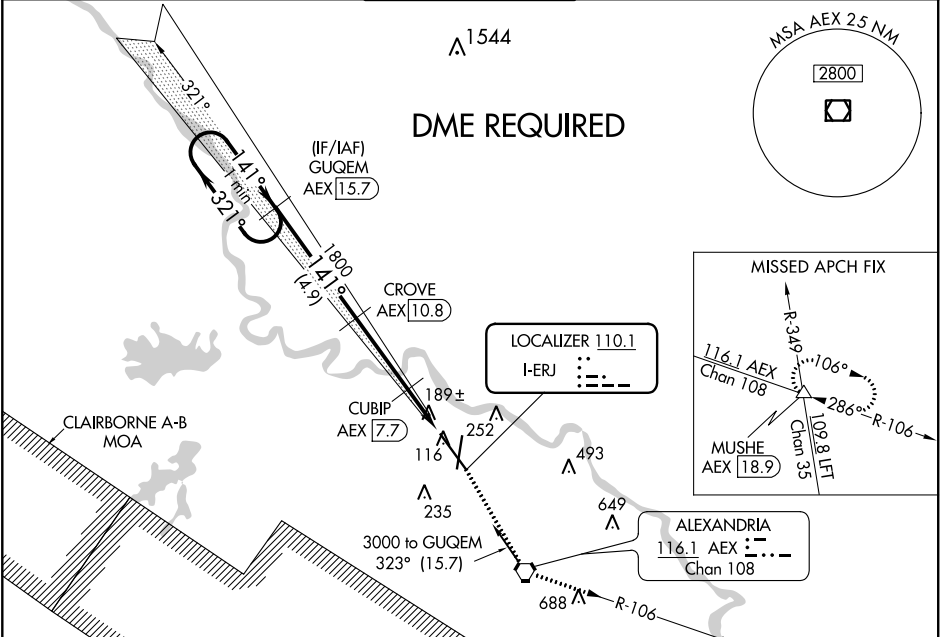 1544
MSA AEX 25 NM
2800
DME REQUIRED
321°
(IF/IAF)
GUQEM
AEX 15.7
141°
1 min
321°
1800
141°
(4.9)
CROVE
AEX 10.8
MISSED APCH FIX
R-349
116.1 AEX
Chan 108
106°
286°
R-106
MUSHE
AEX 18.9
109.8 LFT
Chan 35
LOCALIZER 110.1
I-ERJ
CUBIP
AEX 7.7
189±
252
116
493
235
649
CLAIRBORNE A-B
MOA
3000 to GUQEM
323° (15.7)
ALEXANDRIA
116.1 AEX
Chan 108
688
R-106